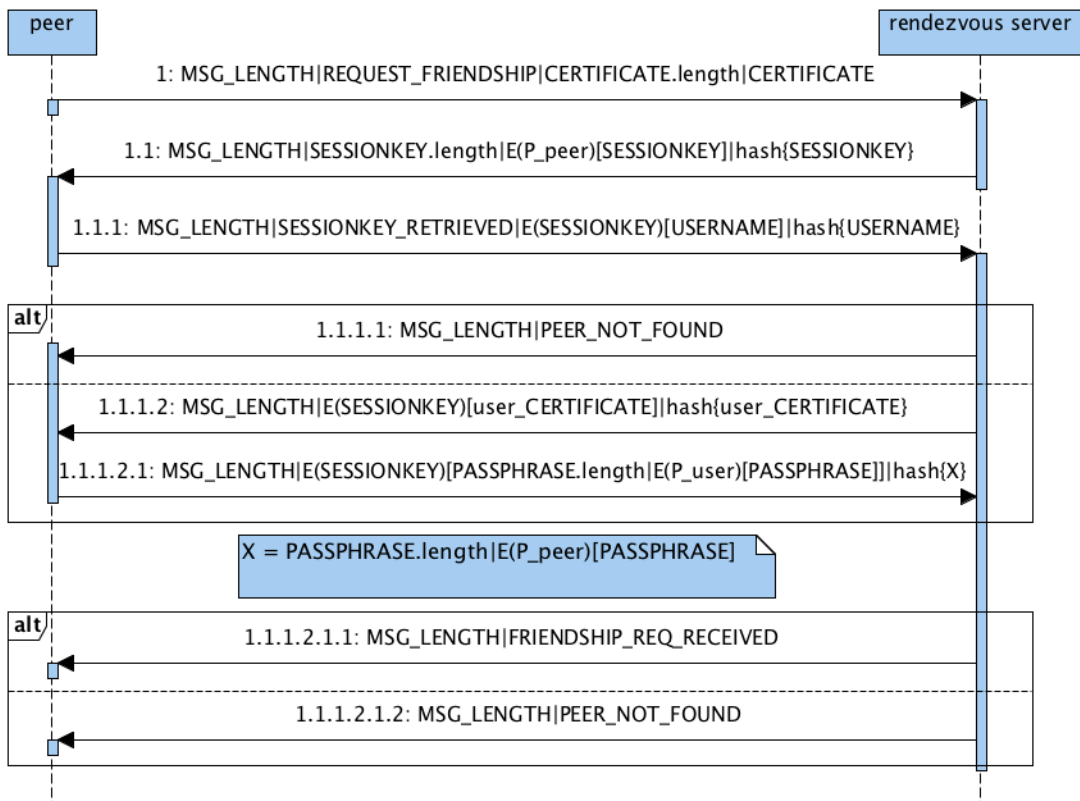 peer
rendezvous server
1: MSG_LENGTH|REQUEST_FRIENDSHIP|CERTIFICATE.length|CERTIFICATE
1.1: MSG_LENGTH|SESSIONKEY.length|E(P_peer)[SESSIONKEY]|hash{SESSIONKEY}
1.1.1: MSG_LENGTH|SESSIONKEY_RETRIEVED|E(SESSIONKEY)[USERNAME]|hash{USERNAME}
alt
1.1.1.1: MSG_LENGTH|PEER_NOT_FOUND
1.1.1.2: MSG_LENGTH|E(SESSIONKEY)[user_CERTIFICATE]|hash{user_CERTIFICATE}
1.1.1.2.1: MSG_LENGTH|E(SESSIONKEY)[PASSPHRASE.length|E(P_user)[PASSPHRASE]]|hash{X}
X = PASSPHRASE.length|E(P_peer)[PASSPHRASE]
alt
1.1.1.2.1.1: MSG_LENGTH|FRIENDSHIP_REQ_RECEIVED
1.1.1.2.1.2: MSG_LENGTH|PEER_NOT_FOUND